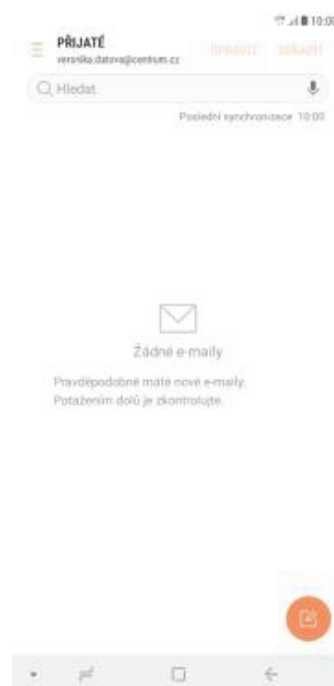 10:00
PŘIJATÉ
veronika.datova@centrum.cz
UPRAVIT SEŘADIT
Hledat
Poslední synchronizace 10:00
Žádné e-maily
Pravděpodobně máte nové e-maily.
Potažením dolů je zkontrolujte.